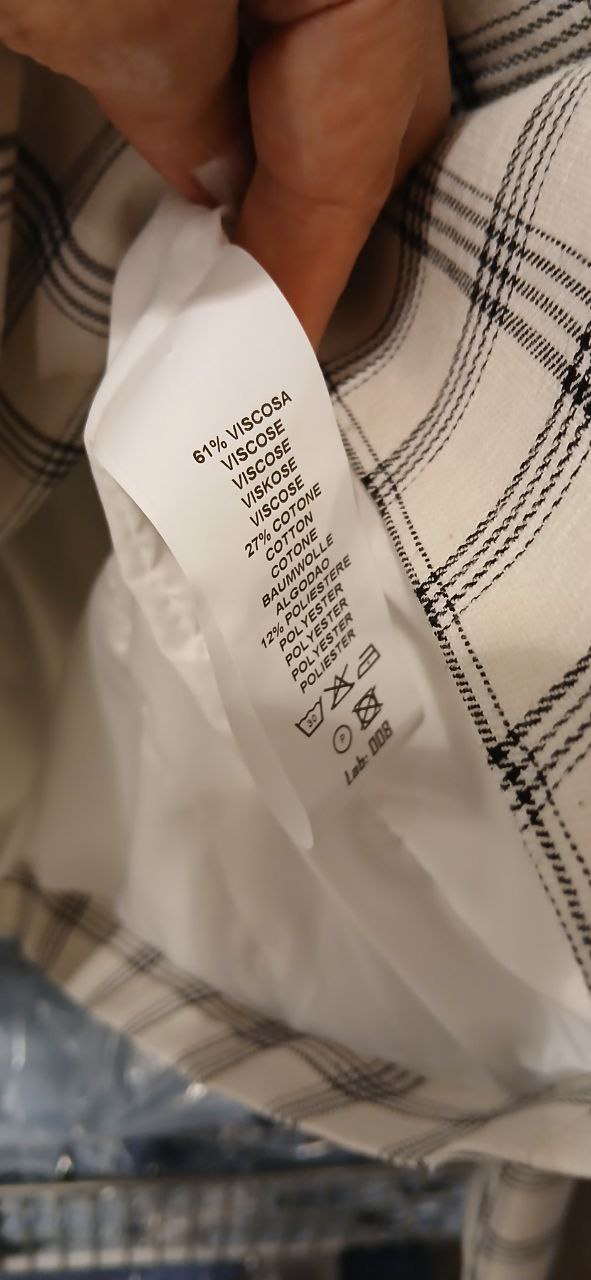 61% VISCOSA
VISCOSE
VISCOSE
VISKOSE
VISCOSE
27% COTONE
COTTON
COTONE
BAUMWOLLE
ALGODAO
12% POLIESTERE
POLYESTER
POLYESTER
POLYESTER
POLIESTER
30
P
Lab: 008